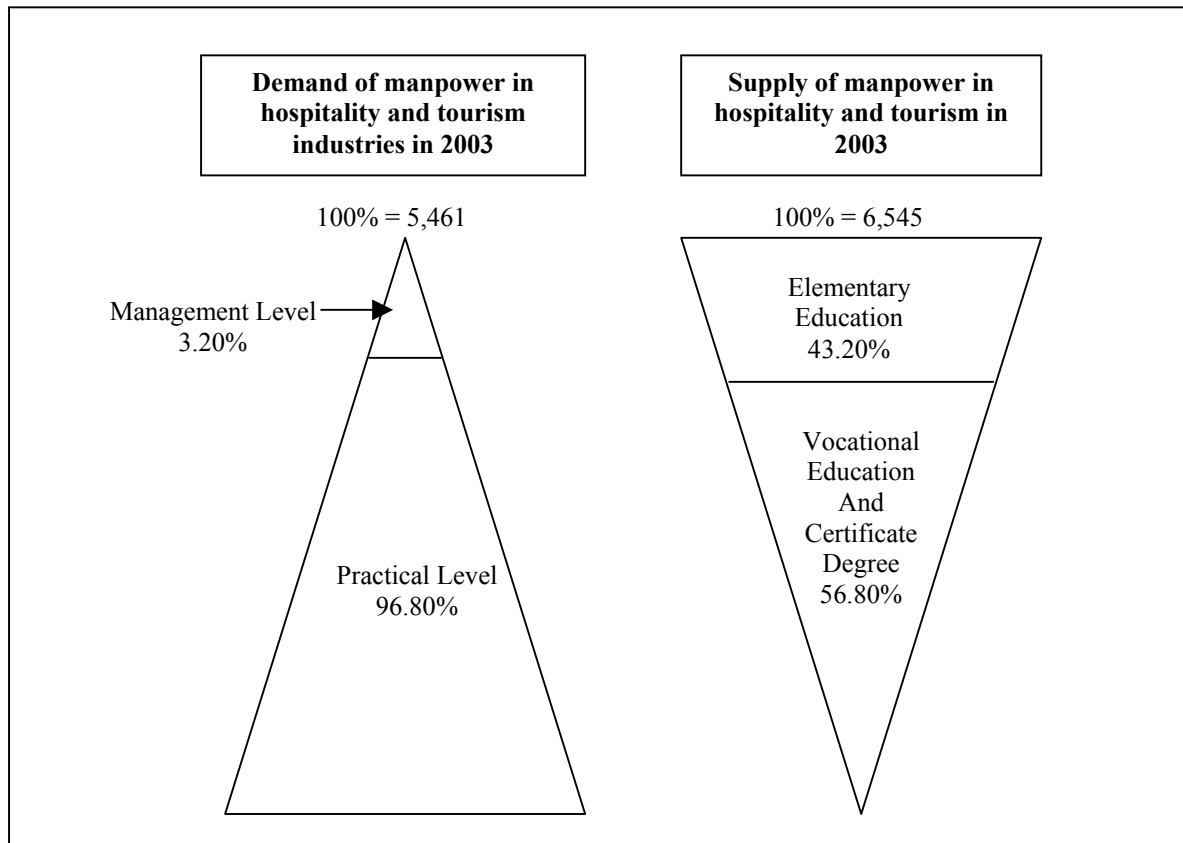 Demand of manpower in
hospitality and tourism
industries in 2003
100% = 5,461
Management Level
3.20%
Practical Level
96.80%
Supply of manpower in
hospitality and tourism in
2003
100% = 6,545
Elementary
Education
43.20%
Vocational
Education
And
Certificate
Degree
56.80%